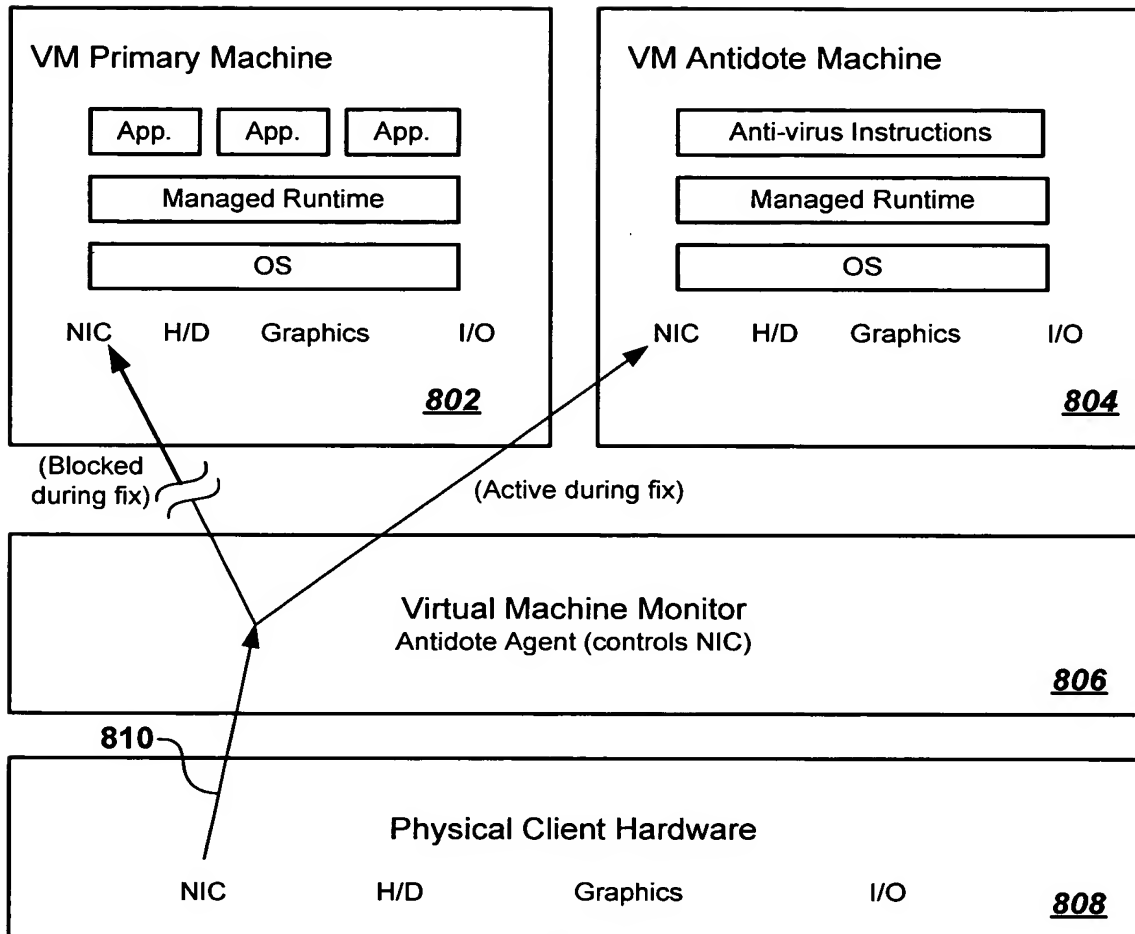 VM Primary Machine
App. App. App.
Managed Runtime
OS
NIC H/D Graphics I/O
802
VM Antidote Machine
Anti-virus Instructions
Managed Runtime
OS
NIC H/D Graphics I/O
804
(Blocked
during fix)
(Active during fix)
Virtual Machine Monitor
Antidote Agent (controls NIC)
806
810
Physical Client Hardware
NIC H/D Graphics I/O
808